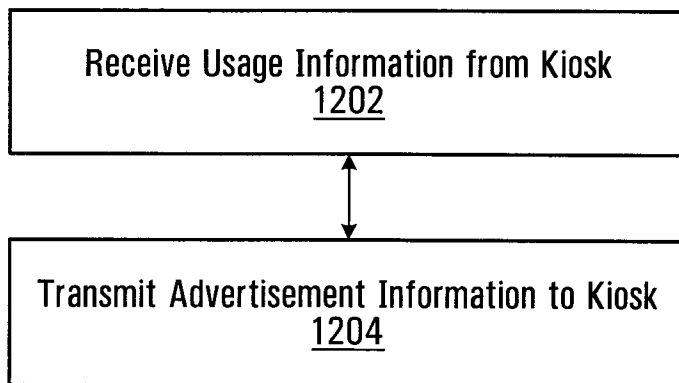 Receive Usage Information from Kiosk
1202
Transmit Advertisement Information to Kiosk
1204